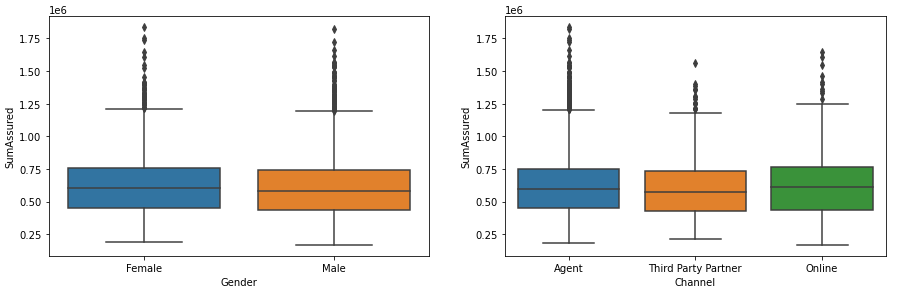 1e6
1.75
1.50
1.25
1.00
0.75
0.50
0.25
SumAssured
Female
Male
Gender
1e6
1.75
1.50
1.25
1.00
0.75
0.50
0.25
SumAssured
Agent
Third Party Partner
Online
Channel